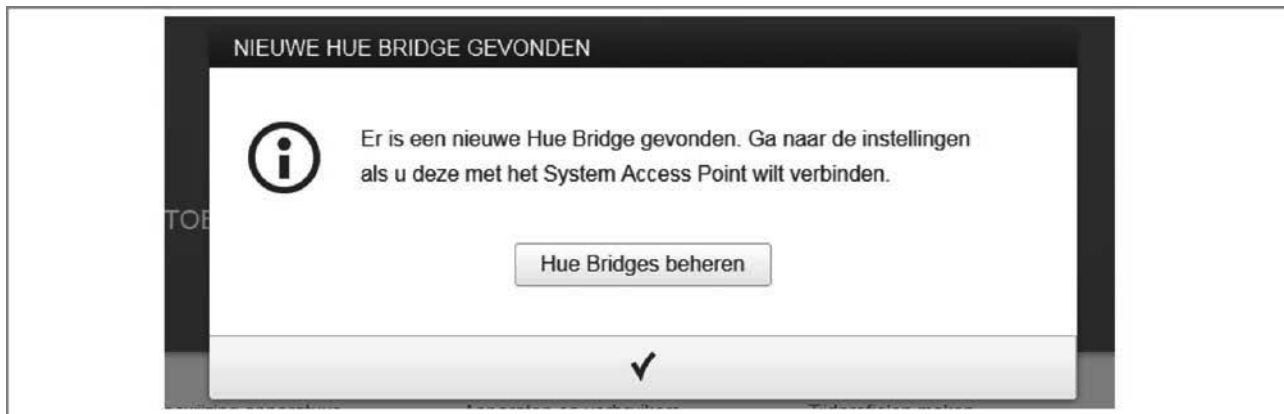 NIEUWE HUE BRIDGE GEVONDEN
Er is een nieuwe Hue Bridge gevonden. Ga naar de instellingen
als u deze met het System Access Point wilt verbinden.
TOE
Hue Bridges beheren